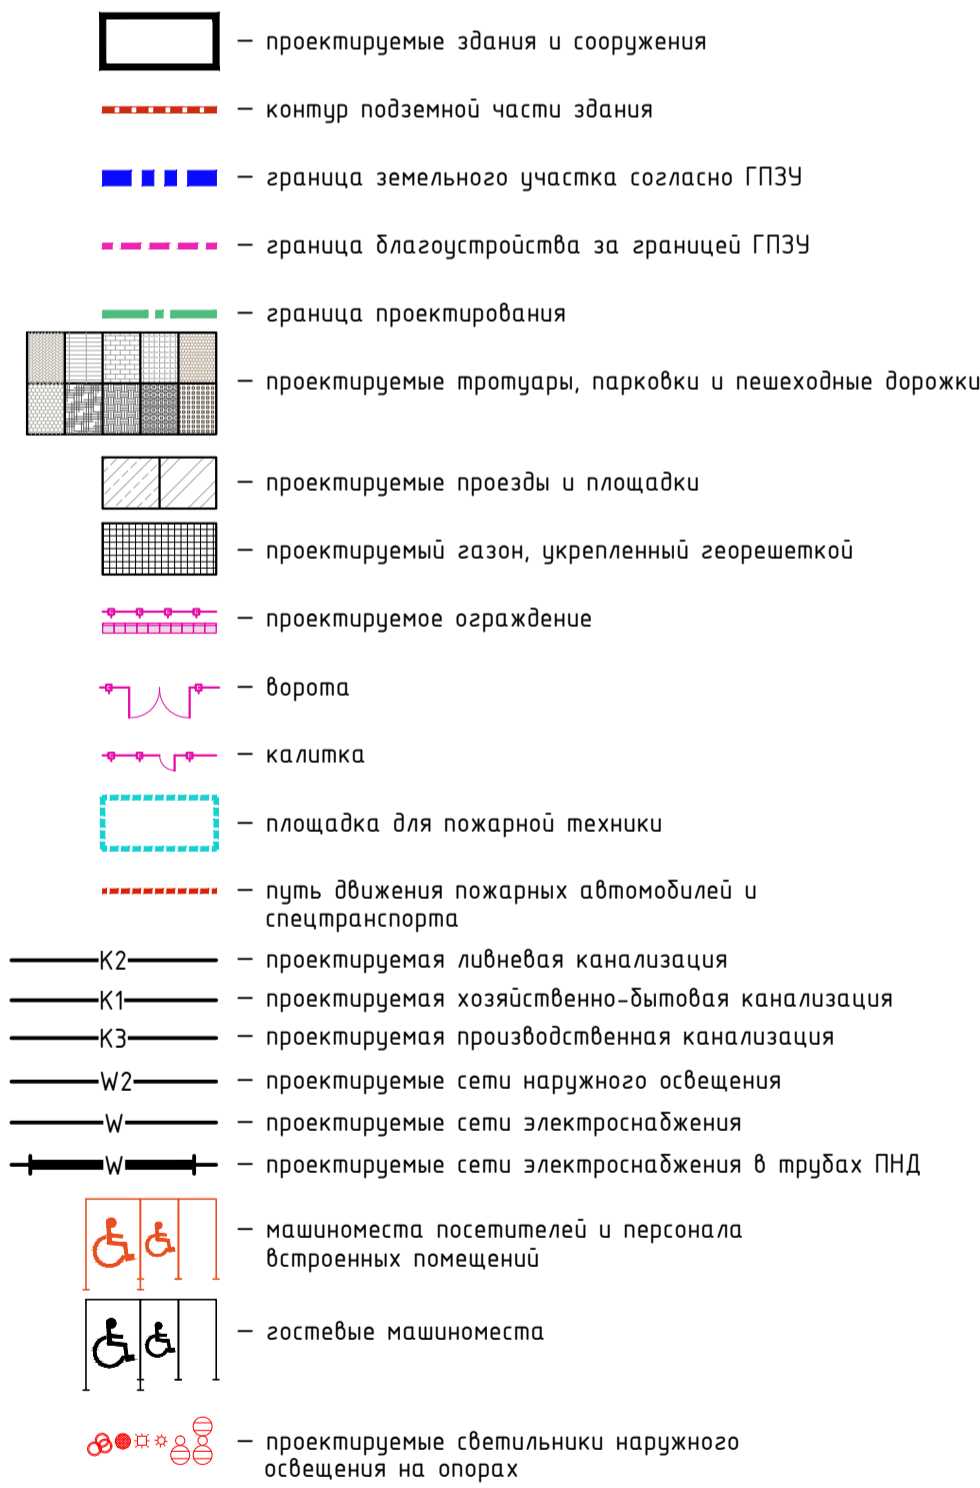 — проектируемые здания и сооружения
— контур подземной части здания
— граница земельного участка согласно ГПЗУ
— граница благоустройства за границей ГПЗУ
— граница проектирования
— проектируемые тротуары, парковки и пешеходные дорожки
— проектируемые проезды и площадки
— проектируемый газон, укрепленный георешеткой
— проектируемое ограждение
— ворота
— калитка
— площадка для пожарной техники
— путь движения пожарных автомобилей и
спецтранспорта
К2 — проектируемая ливневая канализация
К1 — проектируемая хозяйственно-бытовая канализация
К3 — проектируемая производственная канализация
W2 — проектируемые сети наружного освещения
W — проектируемые сети электроснабжения
W — проектируемые сети электроснабжения в трубах ПНД
— машиноместа посетителей и персонала
встроенных помещений
— гостевые машиноместа
— проектируемые светильники наружного
освещения на опорах